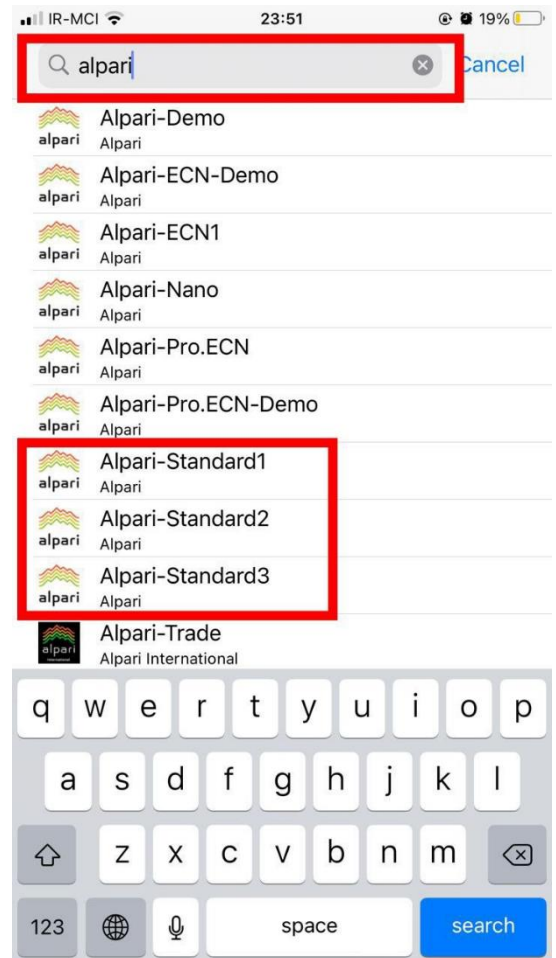 IR-MCI 23:51 19%
alpari Cancel
alpari Alpari-Demo
Alpari
alpari Alpari-ECN-Demo
Alpari
alpari Alpari-ECN1
Alpari
alpari Alpari-Nano
Alpari
alpari Alpari-Pro.ECN
Alpari
alpari Alpari-Pro.ECN-Demo
Alpari
alpari Alpari-Standard1
Alpari
alpari Alpari-Standard2
Alpari
alpari Alpari-Standard3
Alpari
alpari Alpari-Trade
Alpari International
q w e r t y u i o p
a s d f g h j k l
z x c v b n m
123 space search